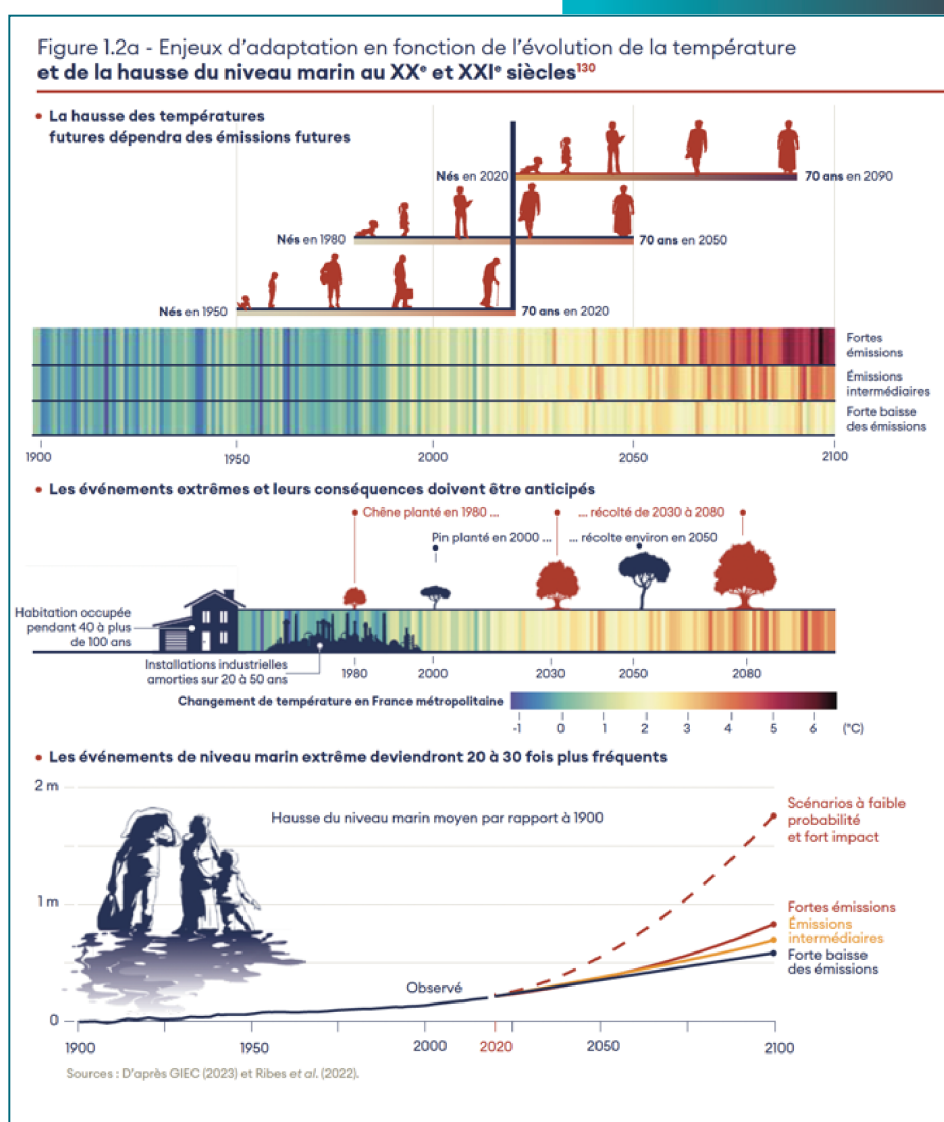 Figure 1.2a - Enjeux d'adaptation en fonction de l'évolution de la température
et de la hausse du niveau marin au XXᵉ et XXIᵉ siècles¹³⁰
• La hausse des températures
futures dépendra des émissions futures
Nés en 2020
70 ans en 2090
Nés en 1980
70 ans en 2050
Nés en 1950
70 ans en 2020
Fortes
émissions
Émissions
intermédiaires
Forte baisse
des émissions
1900 1950 2000 2050 2100
• Les événements extrêmes et leurs conséquences doivent être anticipés
Chêne planté en 1980 ... ... récolté de 2030 à 2080
Pin planté en 2000 ... ... récolte environ en 2050
Habitation occupée
pendant 40 à plus
de 100 ans
Installations industrielles
amorties sur 20 à 50 ans
1980 2000 2030 2050 2080
Changement de température en France métropolitaine
-1 0 1 2 3 4 5 6 (°C)
• Les événements de niveau marin extrême deviendront 20 à 30 fois plus fréquents
2 m
Hausse du niveau marin moyen par rapport à 1900
Scénarios à faible
probabilité
et fort impact
1 m
Fortes émissions
Émissions
intermédiaires
Forte baisse
des émissions
Observé
0
1900 1950 2000 2020 2050 2100
Sources : D'après GIEC (2023) et Ribes et al. (2022).